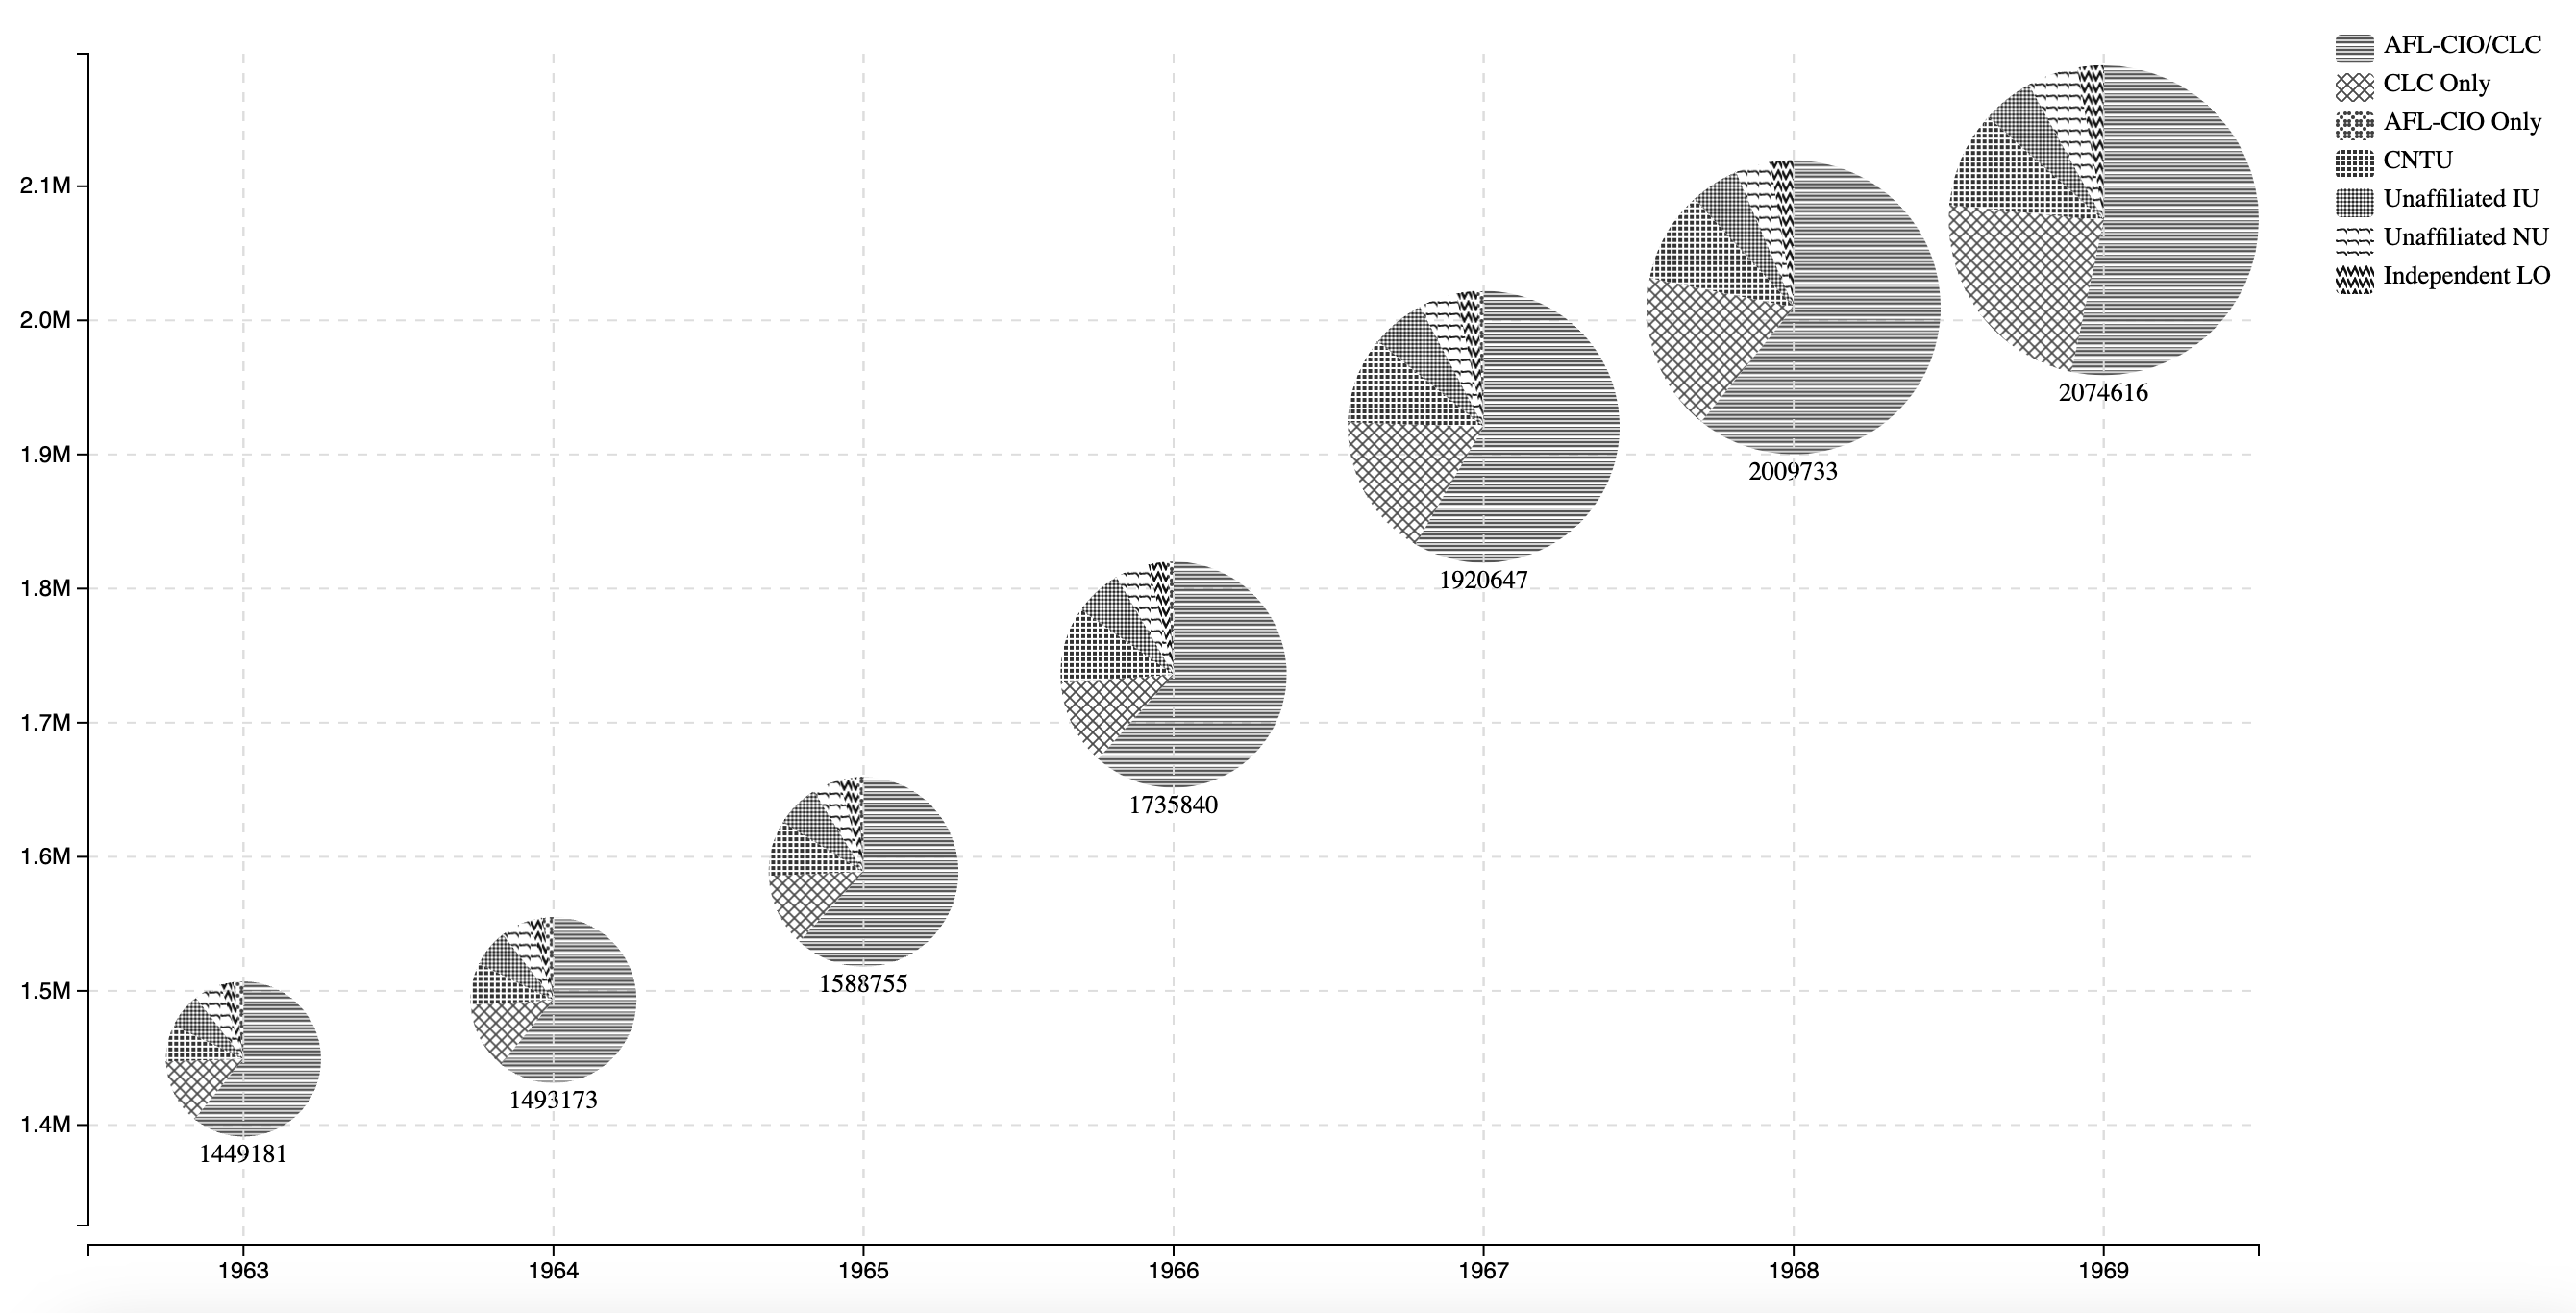 AFL-CIO/CLC
CLC Only
AFL-CIO Only
CNTU
Unaffiliated IU
Unaffiliated NU
Independent LO
2.1M
2.0M
1.9M
1.8M
1.7M
1.6M
1.5M
1.4M
2074616
2009733
1920647
1735840
1588755
1493173
1449181
1963 1964 1965 1966 1967 1968 1969